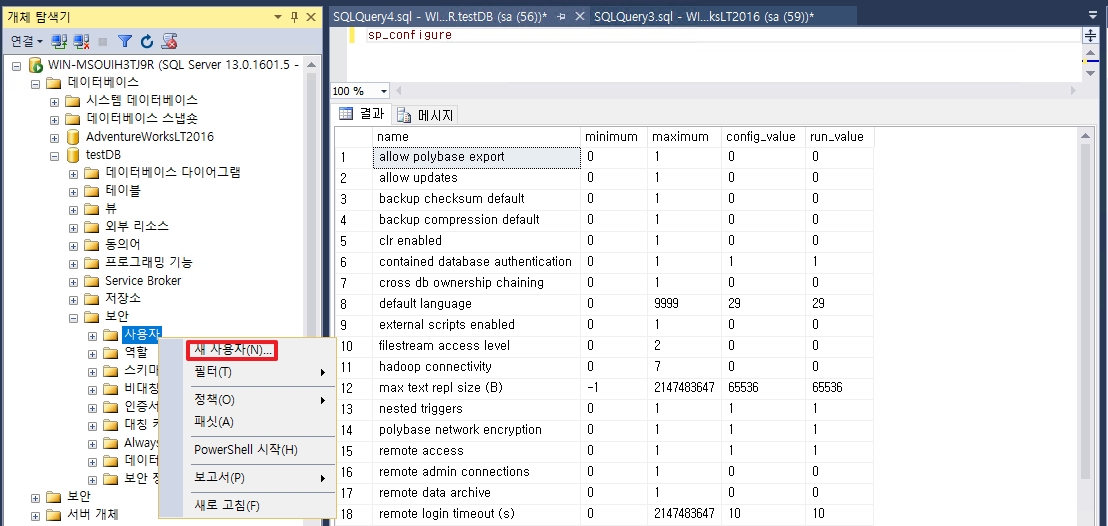 개체 탐색기
연결
WIN-MSOUIH3TJ9R (SQL Server 13.0.1601.5 -
데이터베이스
시스템 데이터베이스
데이터베이스 스냅숏
AdventureWorksLT2016
testDB
데이터베이스 다이어그램
테이블
뷰
외부 리소스
동의어
프로그래밍 기능
Service Broker
저장소
보안
사용자
역할
스키마
비대칭
인증서
대칭 키
Always
데이터
보안 정
보안
서버 개체
새 사용자(N)...
필터(T)
정책(O)
패싯(A)
PowerShell 시작(H)
보고서(P)
새로 고침(F)
SQLQuery4.sql - WI...R.testDB (sa (56))* SQLQuery3.sql - WI...ksLT2016 (sa (59))*
sp_configure
100 %
결과 메시지
name minimum maximum config_value run_value
1 allow polybase export 0 1 0 0
2 allow updates 0 1 0 0
3 backup checksum default 0 1 0 0
4 backup compression default 0 1 0 0
5 clr enabled 0 1 0 0
6 contained database authentication 0 1 1 1
7 cross db ownership chaining 0 1 0 0
8 default language 0 9999 29 29
9 external scripts enabled 0 1 0 0
10 filestream access level 0 2 0 0
11 hadoop connectivity 0 7 0 0
12 max text repl size (B) -1 2147483647 65536 65536
13 nested triggers 0 1 1 1
14 polybase network encryption 0 1 1 1
15 remote access 0 1 1 1
16 remote admin connections 0 1 0 0
17 remote data archive 0 1 0 0
18 remote login timeout (s) 0 2147483647 10 10